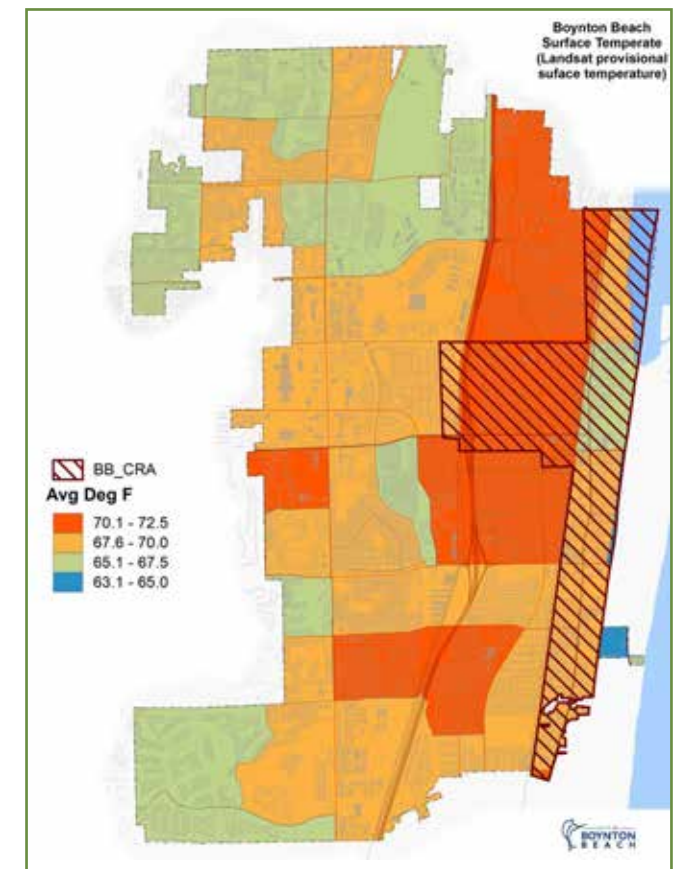 Boynton Beach
Surface Temperate
(Landsat provisional
suface temperature)
BB_CRA
Avg Deg F
70.1 - 72.5
67.6 - 70.0
65.1 - 67.5
63.1 - 65.0
BOYNTON
BEACH